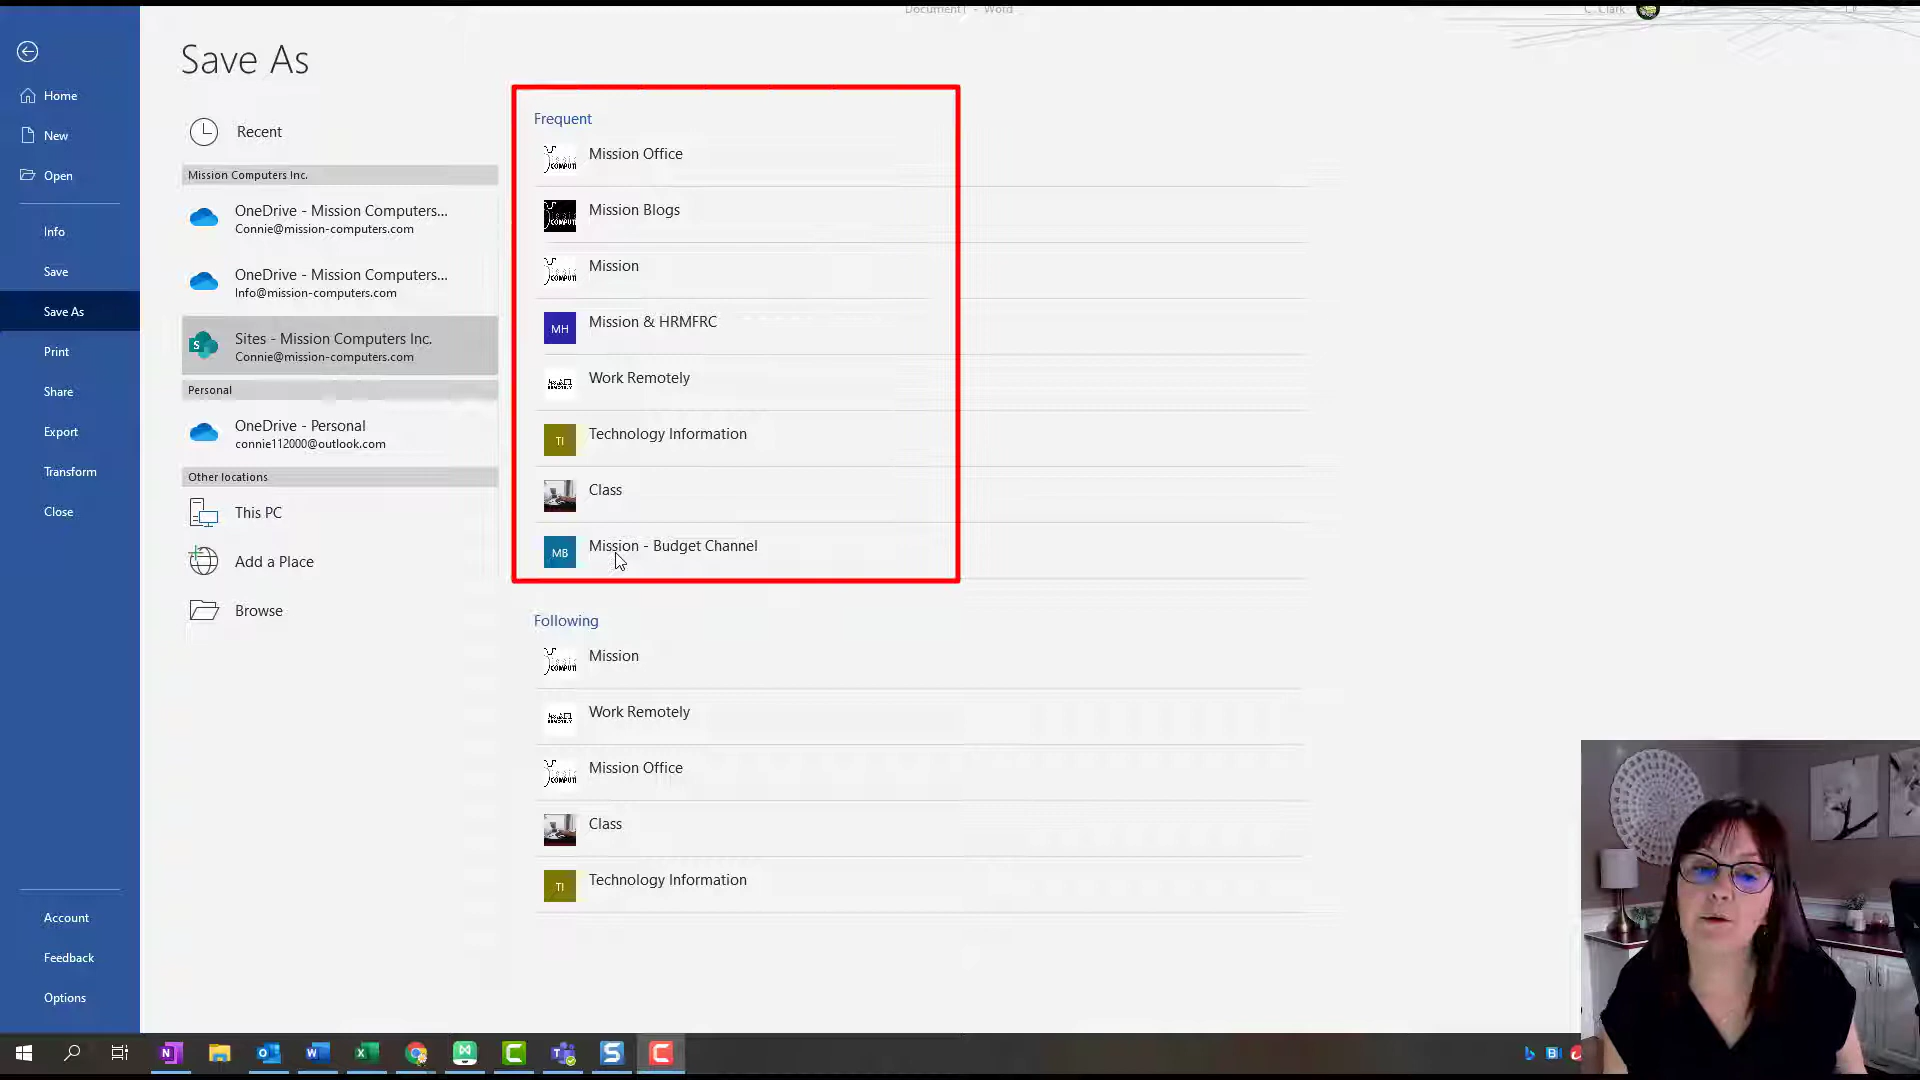 Document1 - Word
C. Clark
Save As
Home
New
Open
Info
Save
Save As
Print
Share
Export
Transform
Close
Account
Feedback
Options
Recent
Mission Computers Inc.
OneDrive - Mission Computers...
Connie@mission-computers.com
OneDrive - Mission Computers...
Info@mission-computers.com
S
Sites - Mission Computers Inc.
Connie@mission-computers.com
Personal
OneDrive - Personal
connie112000@outlook.com
Other locations
This PC
Add a Place
Browse
Frequent
Mission Office
Mission Blogs
Mission
MH
Mission & HRMFRC
Work Remotely
TI
Technology Information
Class
MB
Mission - Budget Channel
Following
Mission
Work Remotely
Mission Office
Class
TI
Technology Information